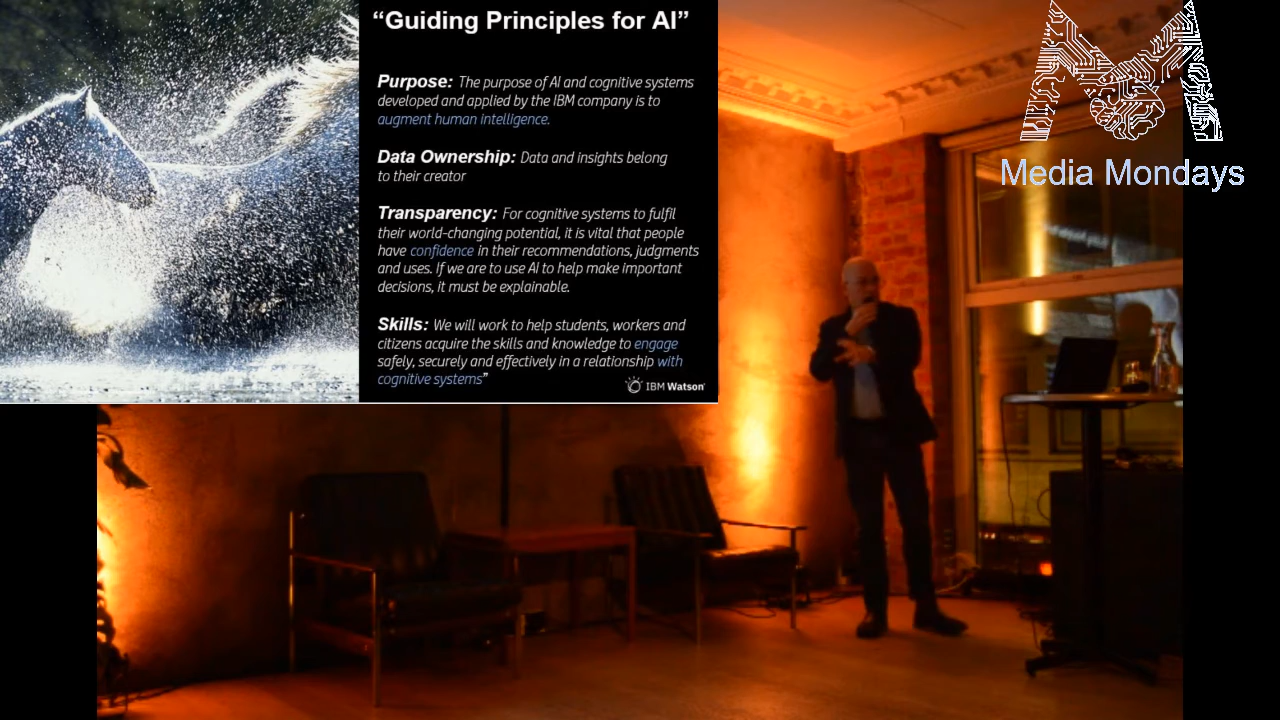 “Guiding Principles for AI”
Purpose: The purpose of AI and cognitive systems
developed and applied by the IBM company is to
augment human intelligence.
Data Ownership: Data and insights belong
to their creator
Transparency: For cognitive systems to fulfil
their world-changing potential, it is vital that people
have confidence in their recommendations, judgments
and uses. If we are to use AI to help make important
decisions, it must be explainable.
Skills: We will work to help students, workers and
citizens acquire the skills and knowledge to engage
safely, securely and effectively in a relationship with
cognitive systems”
IBM Watson
Media Mondays